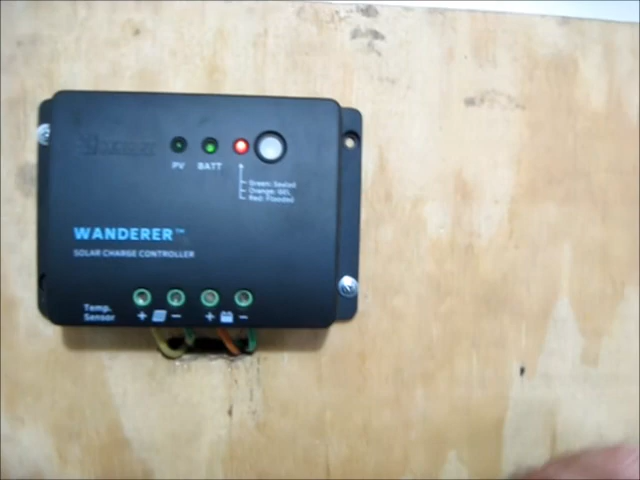 PV BATT
Green: Sealed
Orange: GEL
Red: Flooded
WANDERER™
SOLAR CHARGE CONTROLLER
Temp.
Sensor
+ − + −